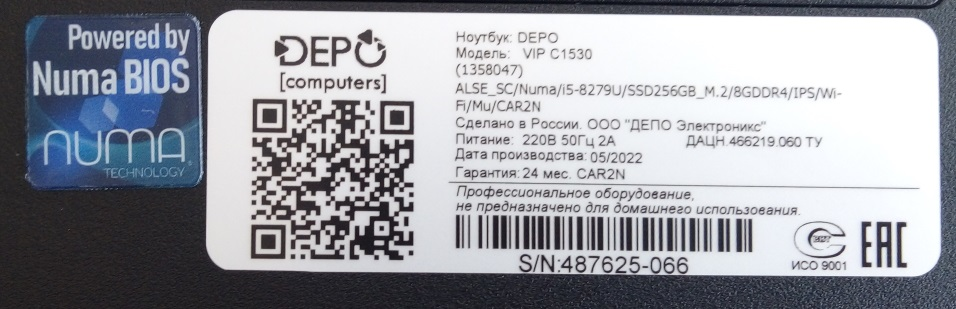 Powered by
Numa BIOS
NUMA
TECHNOLOGY
DEPO
[computers]
Ноутбук: DEPO
Модель: VIP C1530
(1358047)
ALSE_SC/Numa/i5-8279U/SSD256GB_M.2/8GDDR4/IPS/Wi-
Fi/Mu/CAR2N
Сделано в России. ООО "ДЕПО Электроникс"
Питание: 220В 50Гц 2А ДАЦН.466219.060 ТУ
Дата производства: 05/2022
Гарантия: 24 мес. CAR2N
Профессиональное оборудование,
не предназначено для домашнего использования.
S/N:487625-066
ИСО 9001
EAC